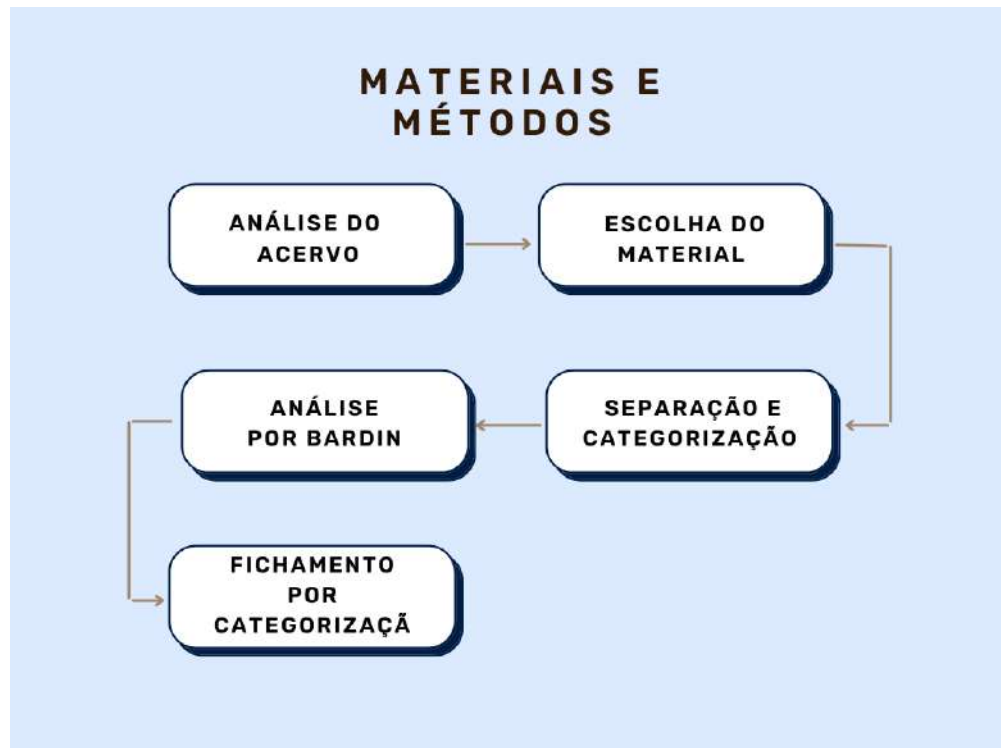 MATERIAIS E
MÉTODOS
ANÁLISE DO
ACERVO
ESCOLHA DO
MATERIAL
SEPARAÇÃO E
CATEGORIZAÇÃO
ANÁLISE
POR BARDIN
FICHAMENTO
POR
CATEGORIZAÇÃ